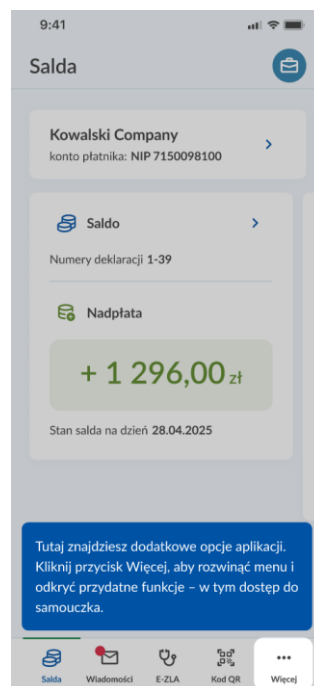 9:41
Salda
Kowalski Company
konto płatnika: NIP 7150098100
Saldo
Numery deklaracji 1-39
Nadpłata
+ 1 296,00 zł
Stan salda na dzień 28.04.2025
Tutaj znajdziesz dodatkowe opcje aplikacji.
Kliknij przycisk Więcej, aby rozwinąć menu i
odkryć przydatne funkcje – w tym dostęp do
samouczka.
Salda Wiadomości E-ZLA Kod QR Więcej